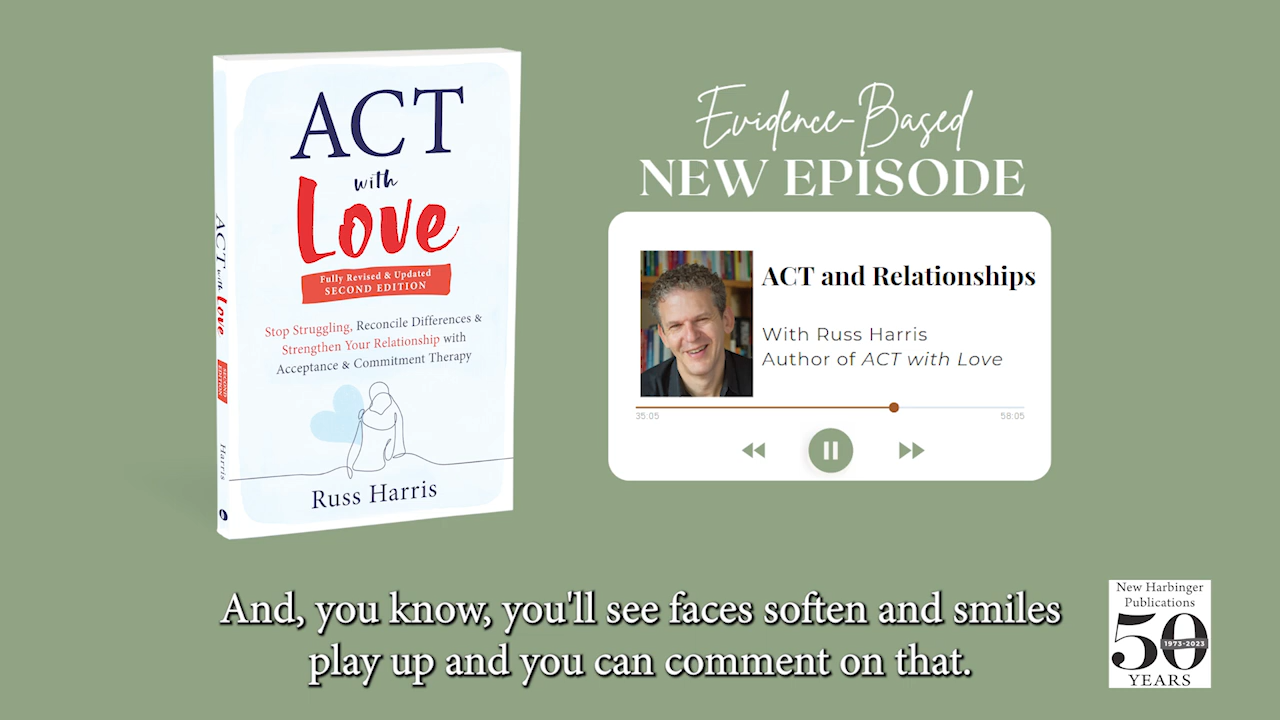 ACT
with
Love
Fully Revised & Updated
SECOND EDITION
Stop Struggling, Reconcile Differences &
Strengthen Your Relationship with
Acceptance & Commitment Therapy
Russ Harris
ACT with Love
SECOND EDITION
Harris
Evidence-Based
NEW EPISODE
ACT and Relationships
With Russ Harris
Author of ACT with Love
35:05
58:05
And, you know, you'll see faces soften and smiles
play up and you can comment on that.
New Harbinger
Publications
50
1973-2023
YEARS